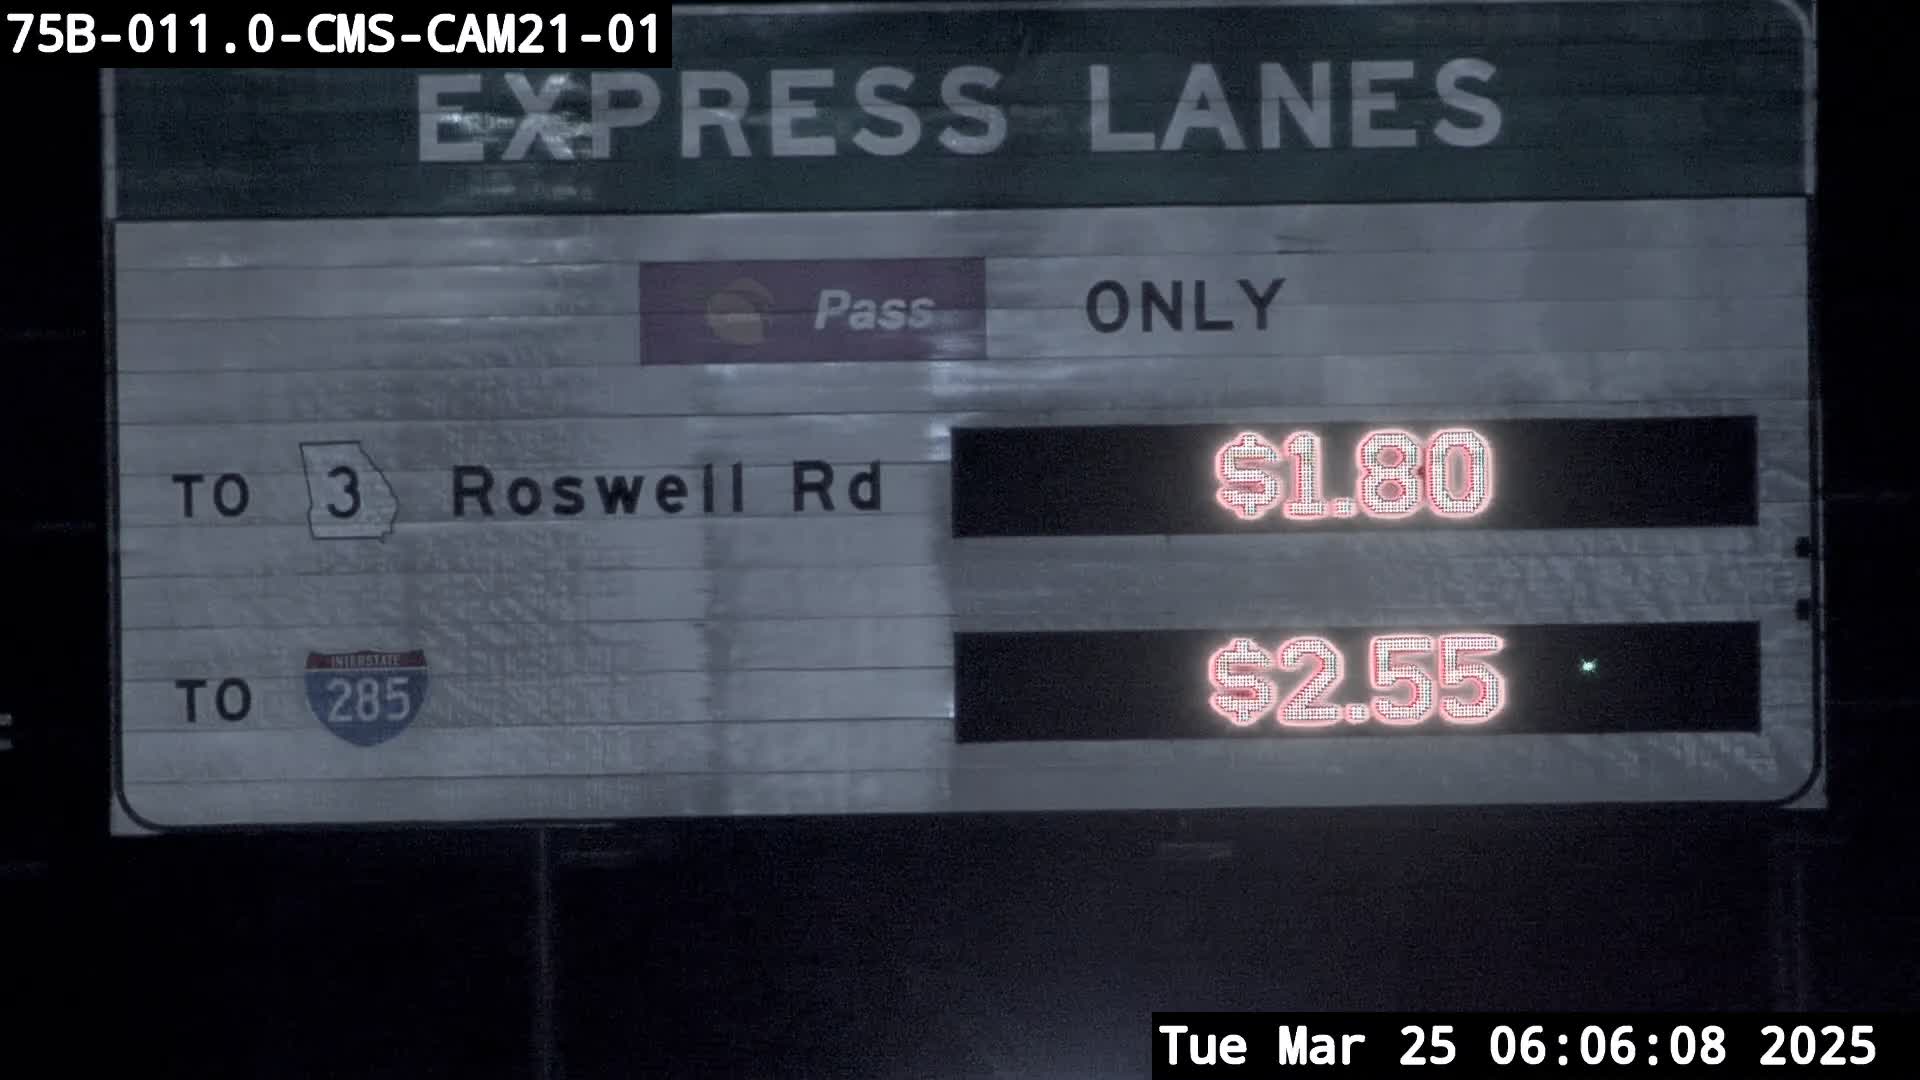 75B-011.0-CMS-CAM21-01
EXPRESS LANES
Pass ONLY
TO 3 Roswell Rd $1.80
INTERSTATE
TO 285 $2.55
Tue Mar 25 06:06:08 2025